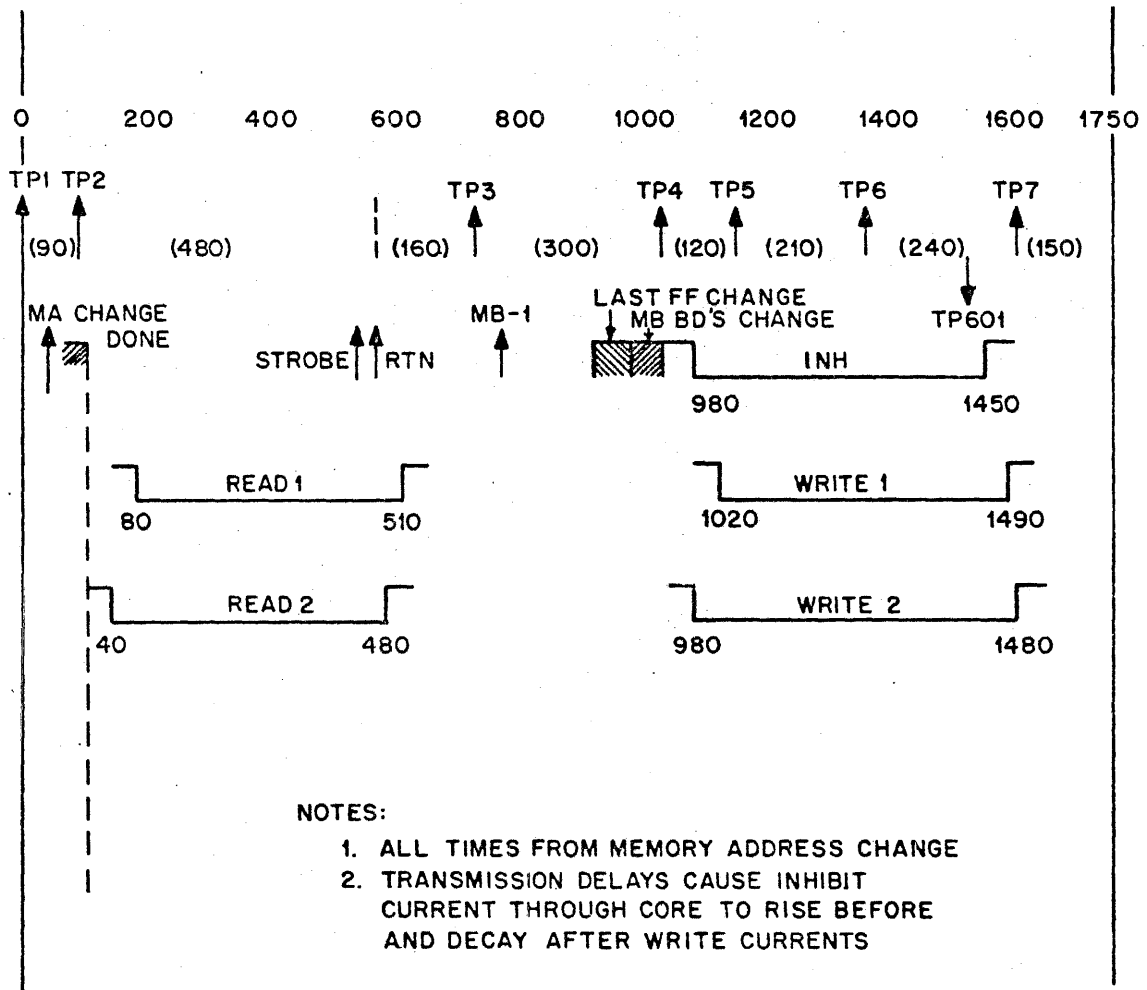 0 200 400 600 800 1000 1200 1400 1600 1750
TP1 TP2 TP3 TP4 TP5 TP6 TP7
(90) (480) (160) (300) (120) (210) (240) (150)
MA CHANGE
DONE
STROBE
RTN
MB-1
LAST FF CHANGE
MB BD'S CHANGE
TP601
INH
980 1450
READ 1 WRITE 1
80 510 1020 1490
READ 2 WRITE 2
40 480 980 1480
NOTES:
1. ALL TIMES FROM MEMORY ADDRESS CHANGE
2. TRANSMISSION DELAYS CAUSE INHIBIT
CURRENT THROUGH CORE TO RISE BEFORE
AND DECAY AFTER WRITE CURRENTS